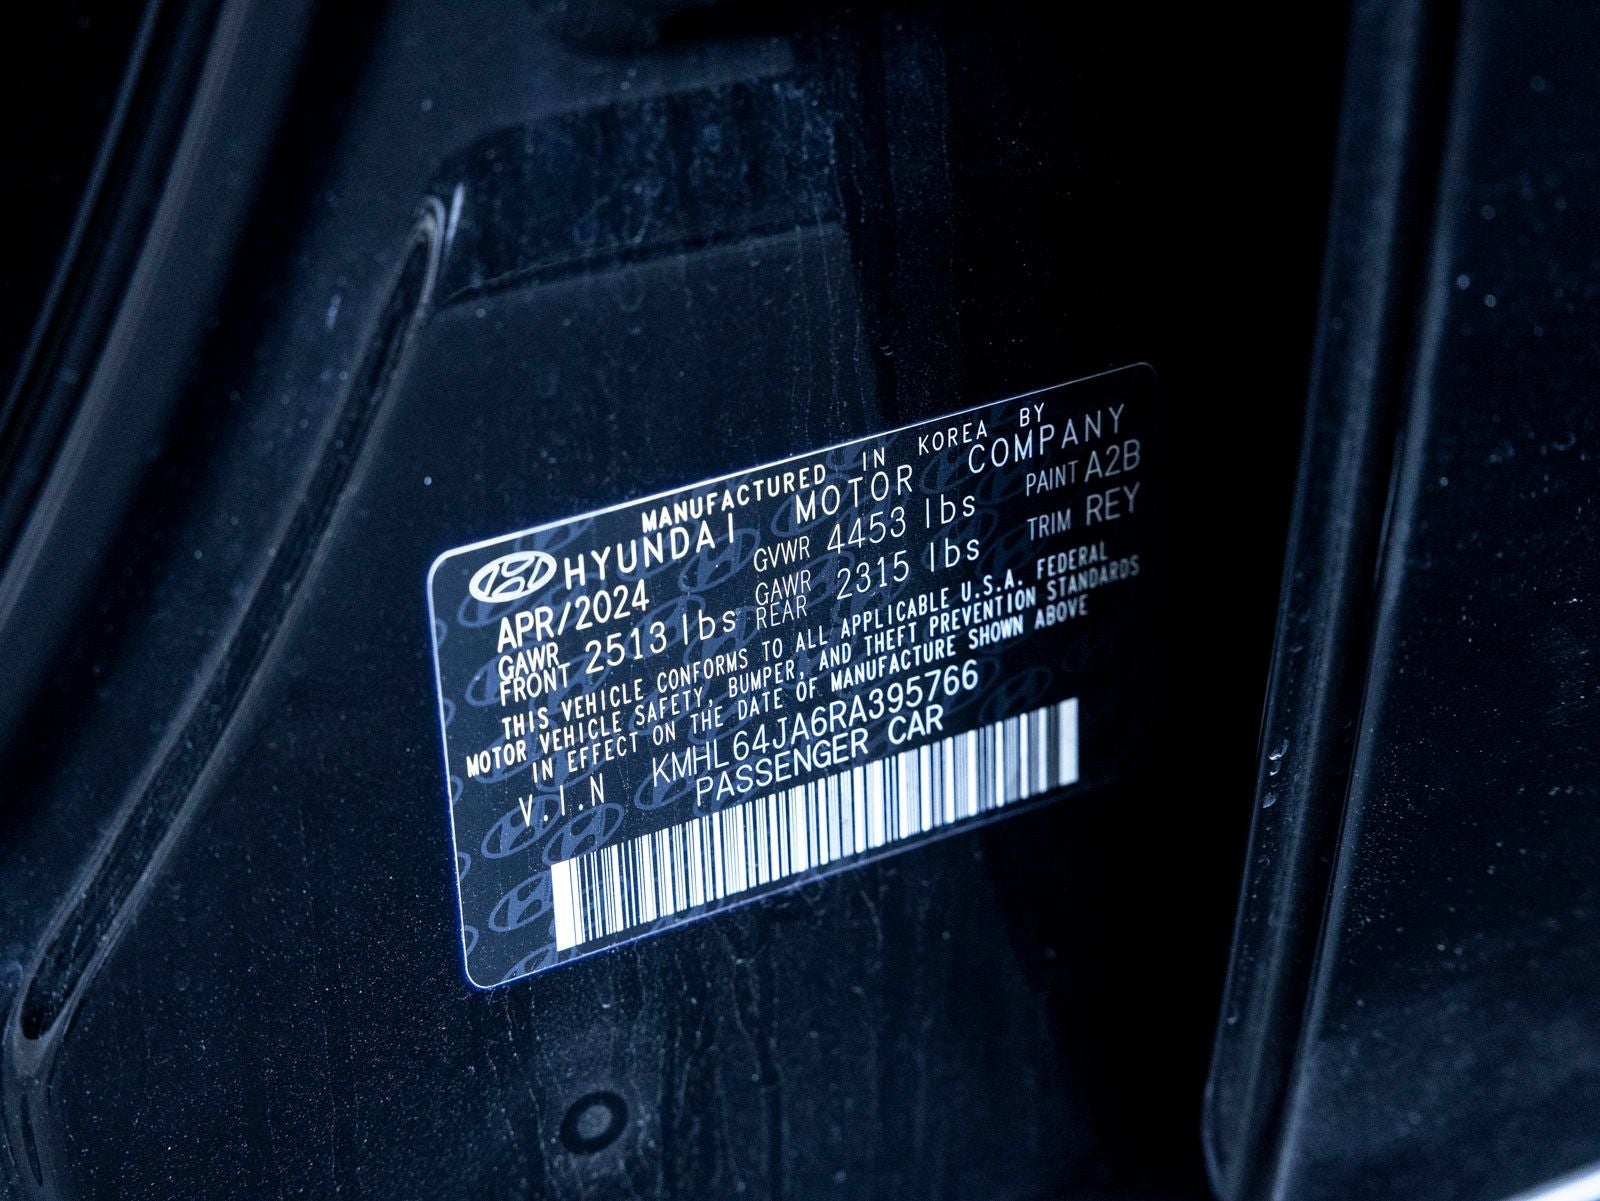 MANUFACTURED IN KOREA BY
HYUNDAI MOTOR COMPANY
APR/2024 GVWR 4453 lbs PAINT A2B
GAWR FRONT 2513 lbs GAWR REAR 2315 lbs TRIM REY
THIS VEHICLE CONFORMS TO ALL APPLICABLE U.S.A. FEDERAL
MOTOR VEHICLE SAFETY, BUMPER, AND THEFT PREVENTION STANDARDS
IN EFFECT ON THE DATE OF MANUFACTURE SHOWN ABOVE
V.I.N KMHL64JA6RA395766
PASSENGER CAR